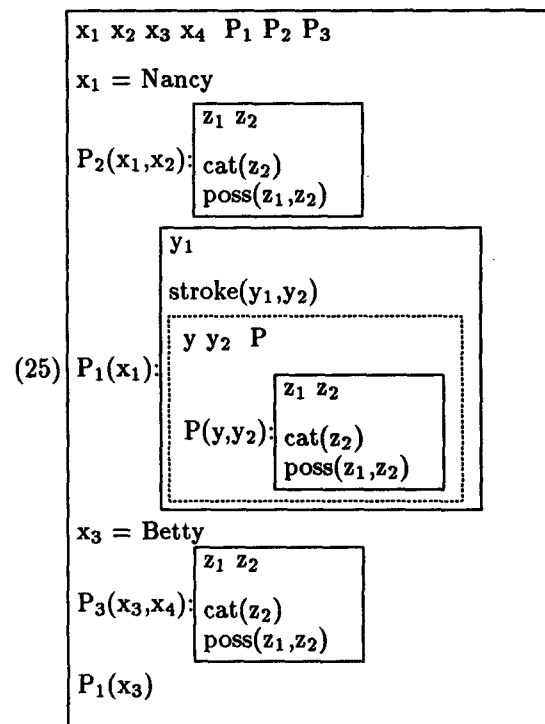 x₁ x₂ x₃ x₄ P₁ P₂ P₃
x₁ = Nancy
z₁ z₂
P₂(x₁,x₂): cat(z₂)
poss(z₁,z₂)
y₁
stroke(y₁,y₂)
y y₂ P
(25) P₁(x₁): z₁ z₂
P(y,y₂): cat(z₂)
poss(z₁,z₂)
x₃ = Betty
z₁ z₂
P₃(x₃,x₄): cat(z₂)
poss(z₁,z₂)
P₁(x₃)